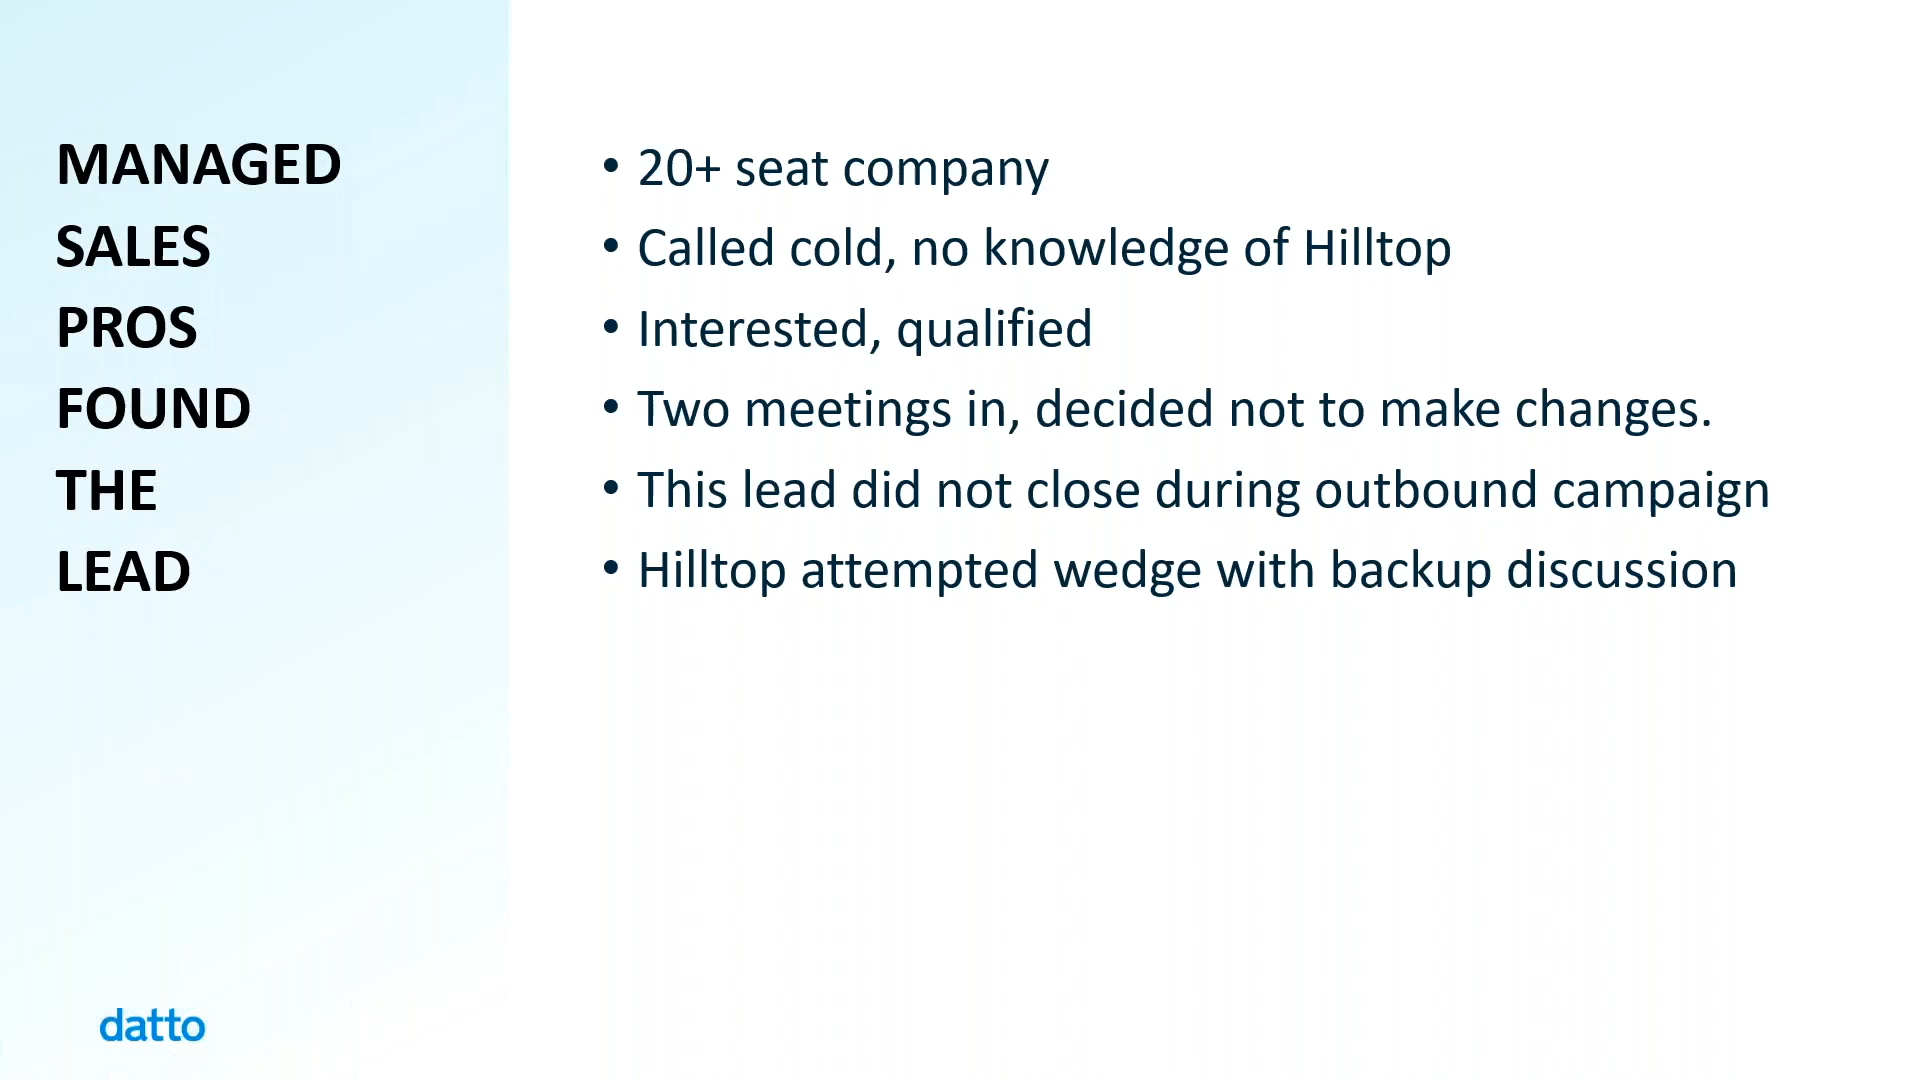 MANAGED
SALES
PROS
FOUND
THE
LEAD
• 20+ seat company
• Called cold, no knowledge of Hilltop
• Interested, qualified
• Two meetings in, decided not to make changes.
• This lead did not close during outbound campaign
• Hilltop attempted wedge with backup discussion
datto